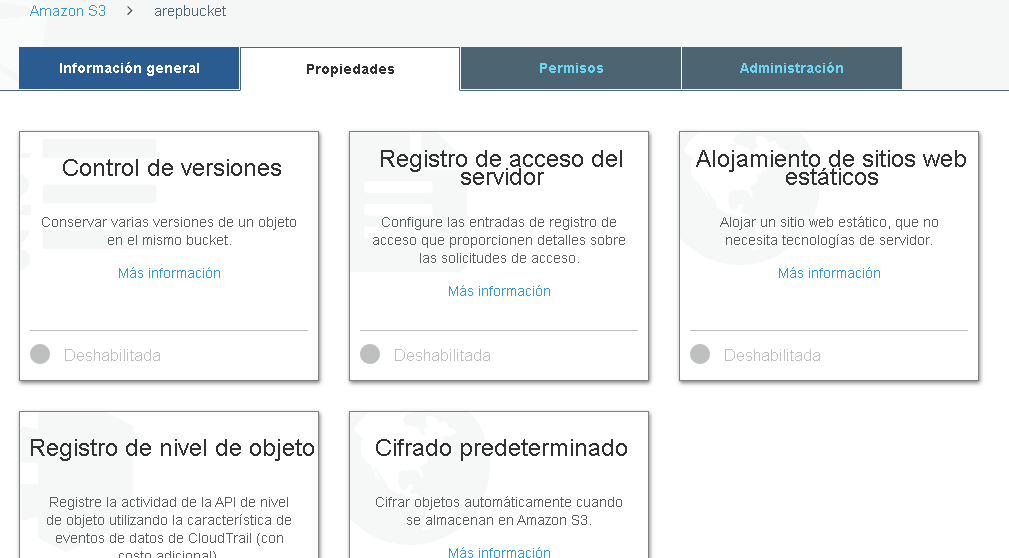 Amazon S3 > arepbucket
Información general
Propiedades
Permisos
Administración
Control de versiones
Conservar varias versiones de un objeto
en el mismo bucket.
Más información
Deshabilitada
Registro de acceso del
servidor
Configure las entradas de registro de
acceso que proporcionen detalles sobre
las solicitudes de acceso.
Más información
Deshabilitada
Alojamiento de sitios web
estáticos
Alojar un sitio web estático, que no
necesita tecnologías de servidor.
Más información
Deshabilitada
Registro de nivel de objeto
Registre la actividad de la API de nivel
de objeto utilizando la característica de
eventos de datos de CloudTrail (con
costo adicional)
Cifrado predeterminado
Cifrar objetos automáticamente cuando
se almacenan en Amazon S3.
Más información